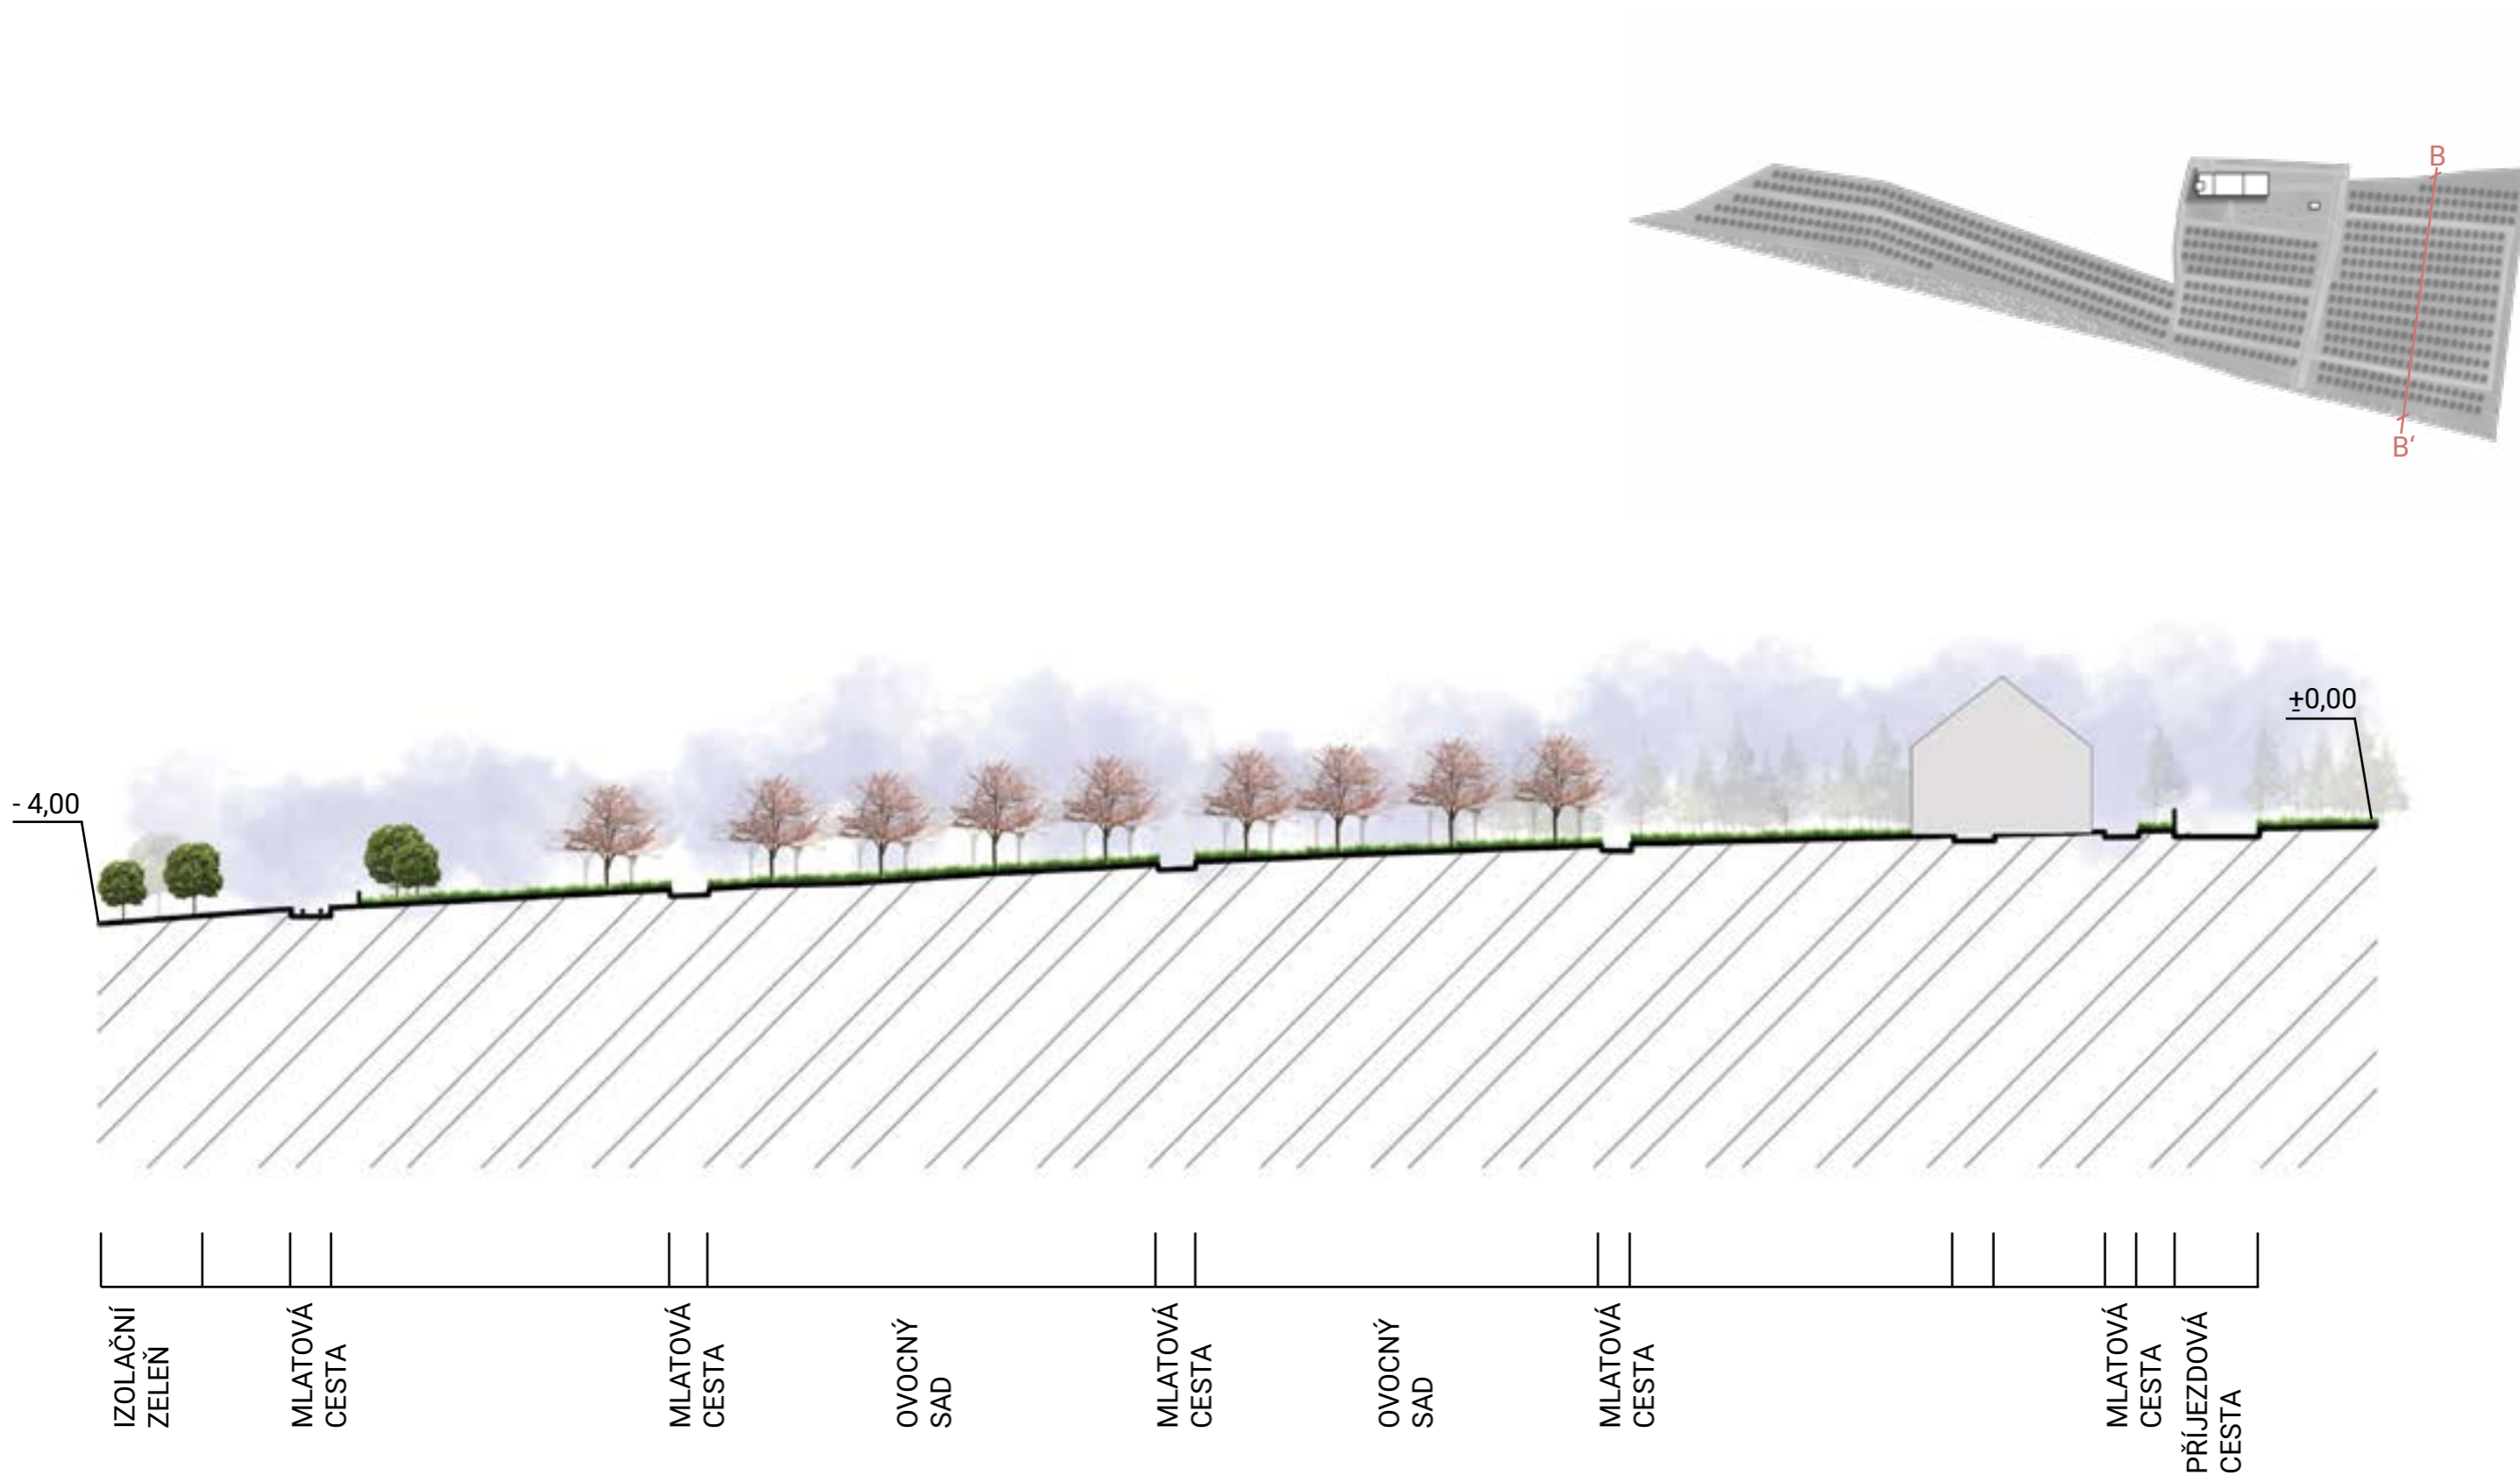 B
B‘
±0,00
- 4,00
IZOLAČNÍ
ZELEŇ
MLATOVÁ
CESTA
MLATOVÁ
CESTA
OVOCNÝ
SAD
MLATOVÁ
CESTA
OVOCNÝ
SAD
MLATOVÁ
CESTA
MLATOVÁ
CESTA
PŘÍJEZDOVÁ
CESTA